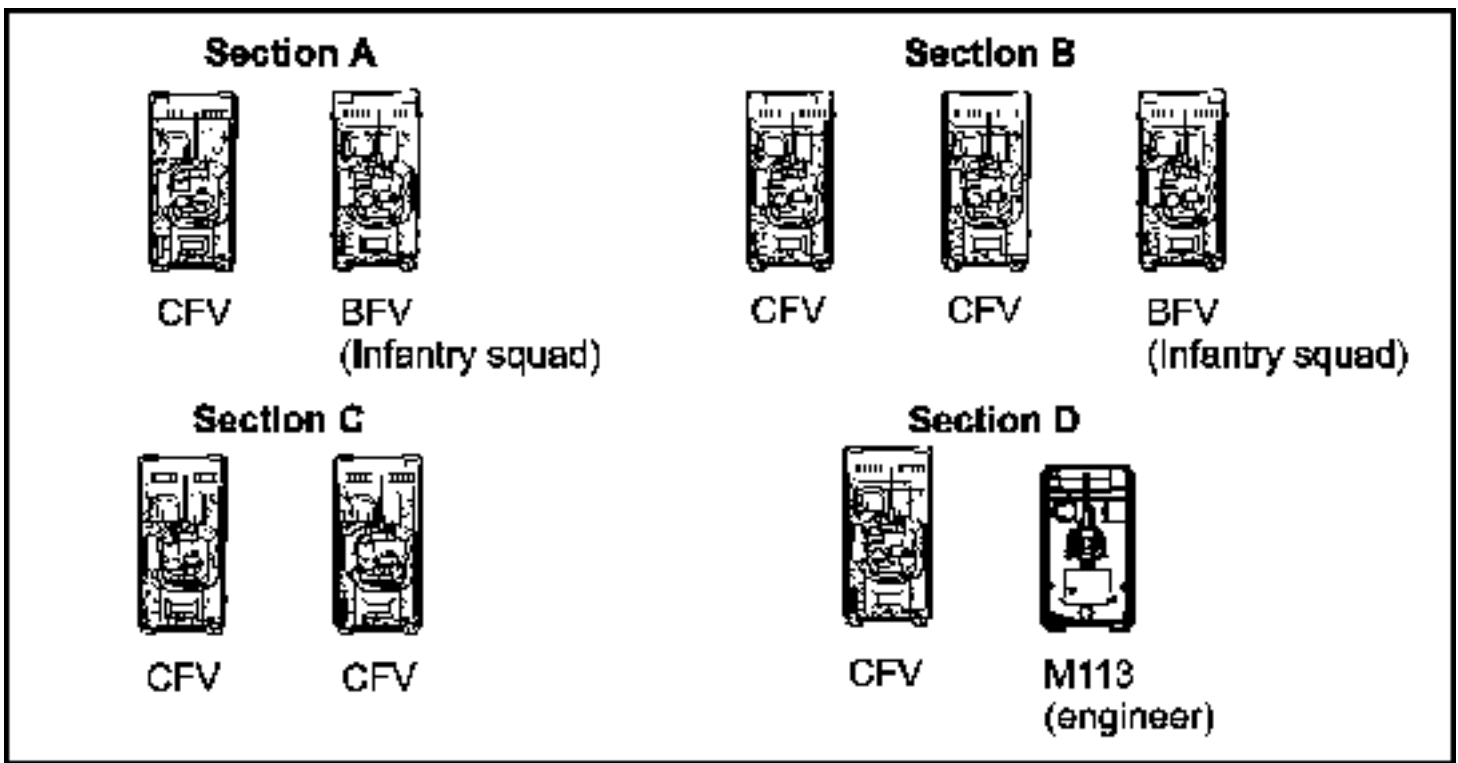 Section A
Section B
CFV
BFV
(Infantry squad)
CFV
CFV
BFV
(Infantry squad)
Section C
Section D
CFV
CFV
CFV
M113
(engineer)